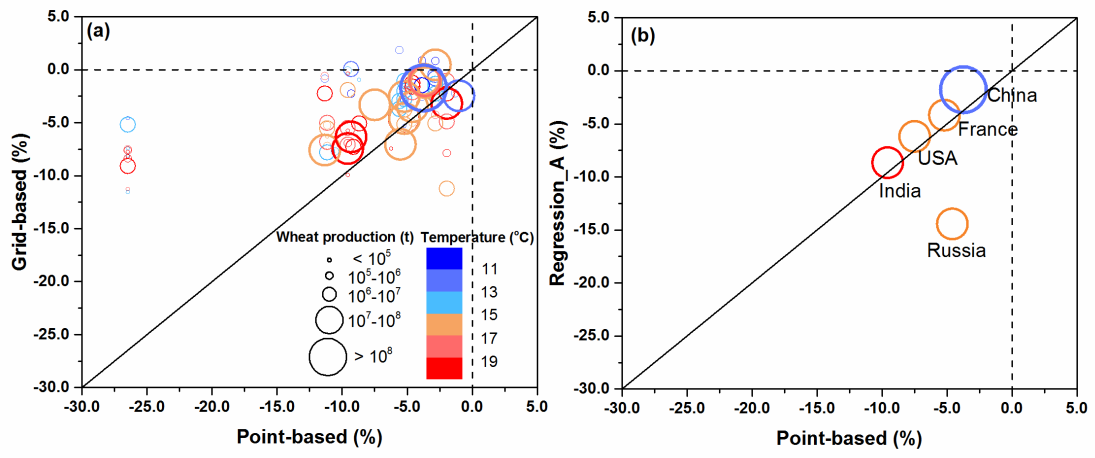 (a)
5.0
0.0
-5.0
-10.0
-15.0
-20.0
-25.0
-30.0
Grid-based (%)
-30.0 -25.0 -20.0 -15.0 -10.0 -5.0 0.0 5.0
Point-based (%)
Wheat production (t)
< 10⁵
10⁵-10⁶
10⁶-10⁷
10⁷-10⁸
> 10⁸
Temperature (°C)
11
13
15
17
19
(b)
5.0
0.0
-5.0
-10.0
-15.0
-20.0
-25.0
-30.0
Regression_A (%)
China
France
USA
India
Russia
-30.0 -25.0 -20.0 -15.0 -10.0 -5.0 0.0 5.0
Point-based (%)